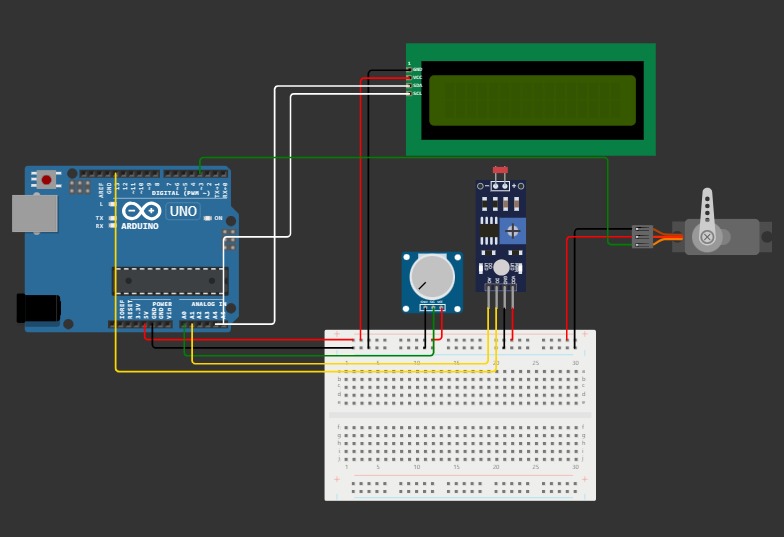 1
GND
VCC
SDA
SCL
AREF
GND
13
12
~11
~10
~9
8
7
~6
~5
4
~3
2
TX→1
RX←0
DIGITAL (PWM ~)
L
TX
RX
UNO
ON
ARDUINO
POWER
ANALOG IN
IOREF
RESET
3.3V
5V
GND
GND
Vin
A0
A1
A2
A3
A4
A5
- +
+ +
1 5 10 15 20 25 30
a a
b b
c c
d d
e e
f f
g g
h h
i i
j j
1 5 10 15 20 25 30
+ +